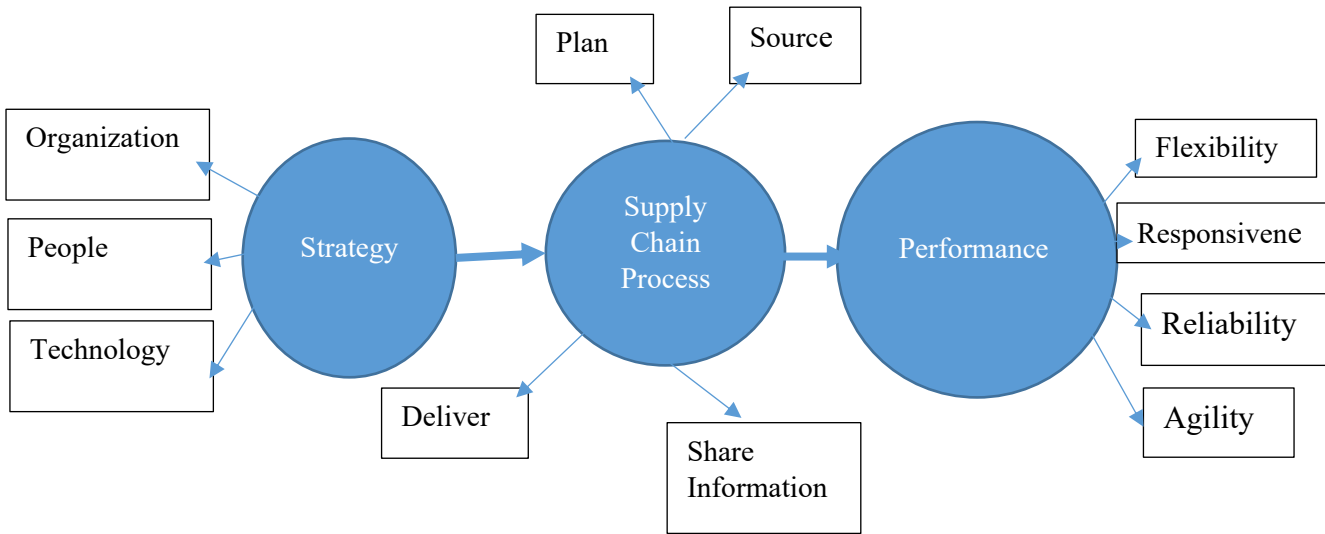 Plan
Source
Organization
People
Technology
Strategy
Supply
Chain
Process
Deliver
Share
Information
Performance
Flexibility
Responsivene
Reliability
Agility